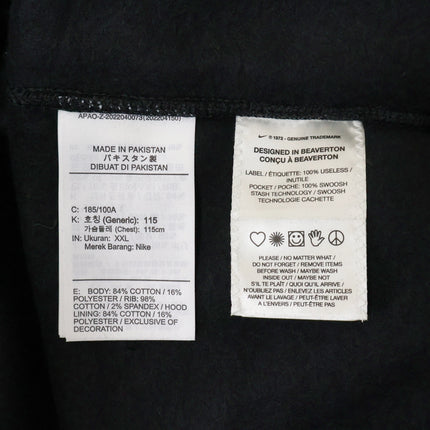 APAQ-Z-2022040073(202204150)
MADE IN PAKISTAN
パキスタン製
DIBUAT DI PAKISTAN
C: 185/100A
K: 호칭 (Generic): 115
가슴둘레 (Chest): 115cm
IN: Ukuran: XXL
Merek Barang: Nike
E: BODY: 84% COTTON / 16%
POLYESTER / RIB: 98%
COTTON / 2% SPANDEX / HOOD
LINING: 84% COTTON / 16%
POLYESTER / EXCLUSIVE OF
DECORATION
©1972 - GENUINE TRADEMARK
DESIGNED IN BEAVERTON
CONÇU À BEAVERTON
LABEL / ÉTIQUETTE: 100% USELESS /
INUTILE
POCKET / POCHE: 100% SWOOSH
STASH TECHNOLOGY / SWOOSH
TECHNOLOGIE CACHETTE
PLEASE / NO MATTER WHAT /
DO NOT FORGET / REMOVE ITEMS
BEFORE WASH / MAYBE WASH
INSIDE OUT / MAYBE NOT
S'IL TE PLAÎT / QUOI QU'IL ARRIVE /
N'OUBLIEZ PAS / ENLEVEZ LES ARTICLES
AVANT LE LAVAGE / PEUT-ÊTRE LAVER
À L'ENVERS / PEUT-ÊTRE PAS